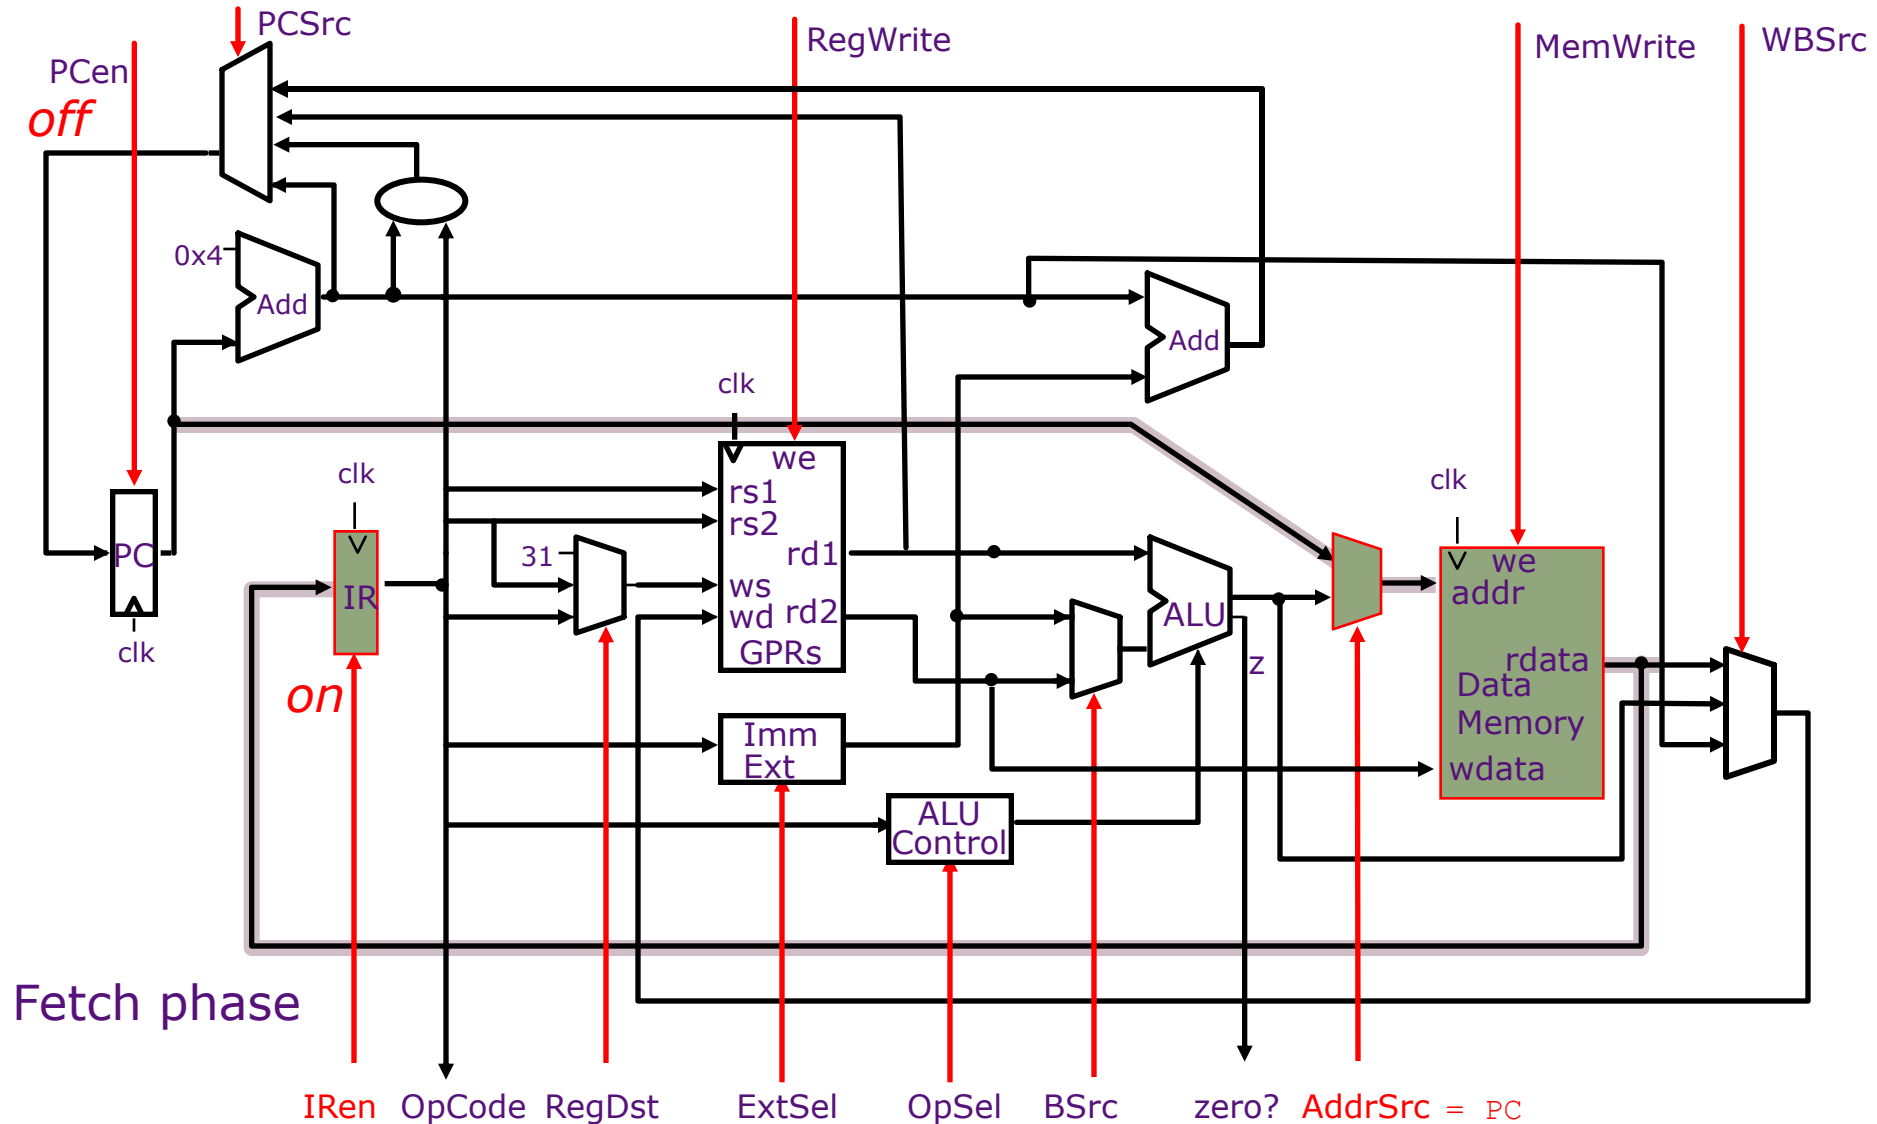 PCSrc
RegWrite
MemWrite
WBSrc
PCen
off
0x4
Add
Add
clk
we
clk
clk
rs1
rs2
rd1
31
we
addr
PC
IR
ws
wd
rd2
ALU
GPRs
clk
z
rdata
Data
Memory
on
Imm
Ext
wdata
ALU
Control
Fetch phase
IRen
OpCode
RegDst
ExtSel
OpSel
BSrc
zero?
AddrSrc = PC